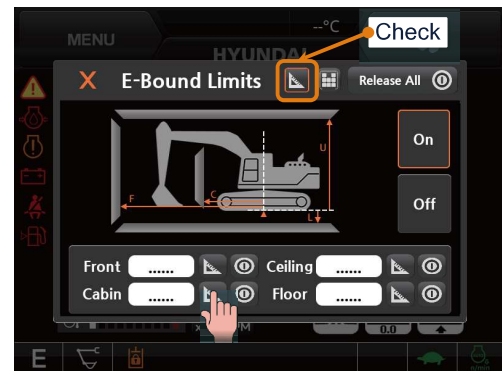 --°C
Check
MENU
HYUNDAI
X E-Bound Limits Release All
U
On
C
F
Off
L
Front ...... Ceiling ......
Cabin ...... Floor ......
M
0.0
E